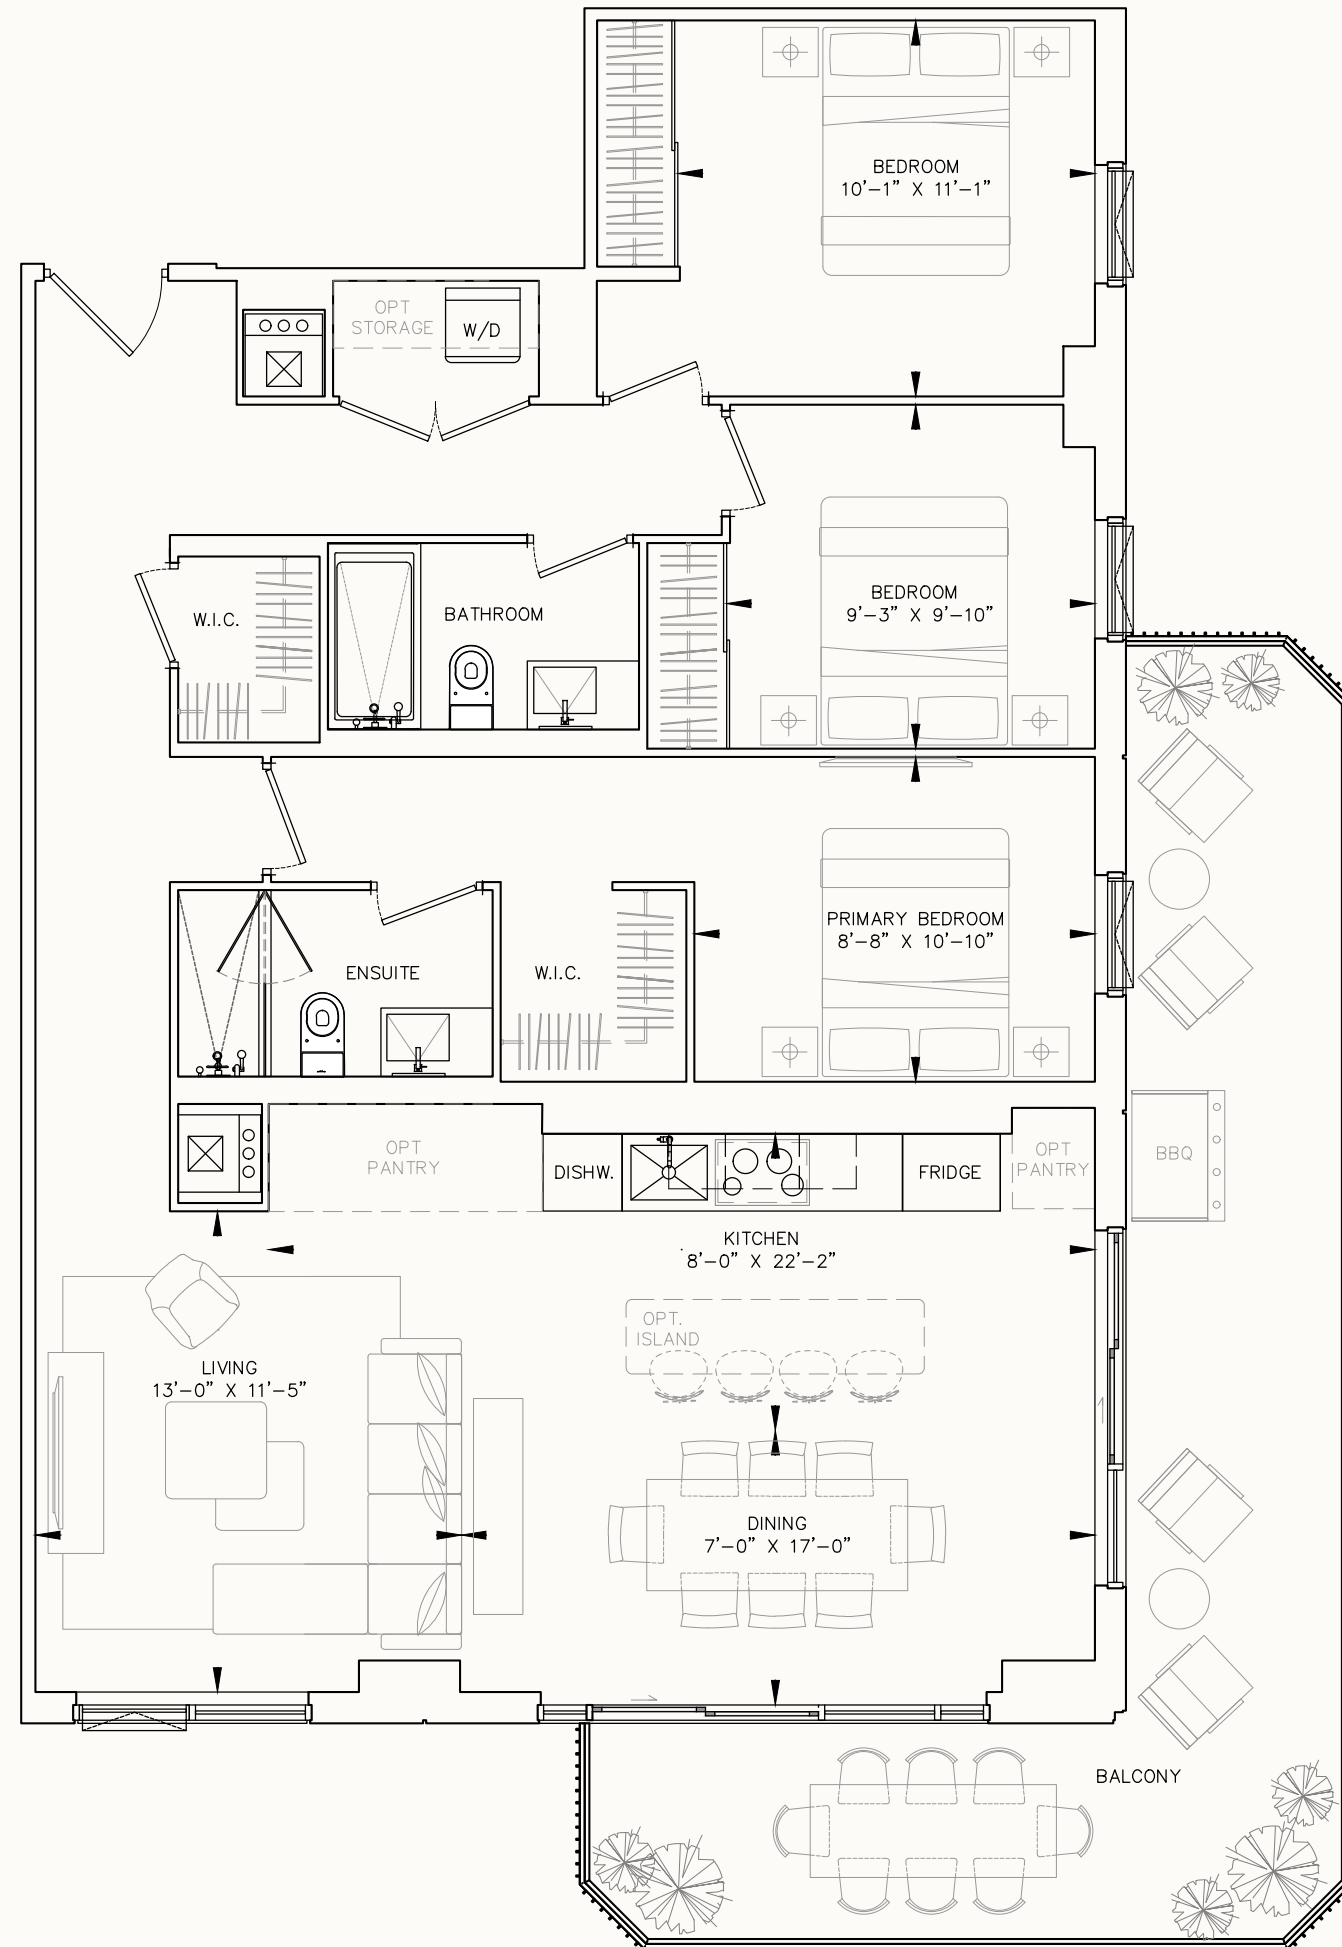 BEDROOM
10'-1" X 11'-1"
OPT
STORAGE
W/D
BEDROOM
9'-3" X 9'-10"
W.I.C.
BATHROOM
PRIMARY BEDROOM
8'-8" X 10'-10"
ENSUITE
W.I.C.
OPT
PANTRY
DISHW.
FRIDGE
OPT
PANTRY
BBQ
KITCHEN
8'-0" X 22'-2"
OPT.
ISLAND
LIVING
13'-0" X 11'-5"
DINING
7'-0" X 17'-0"
BALCONY